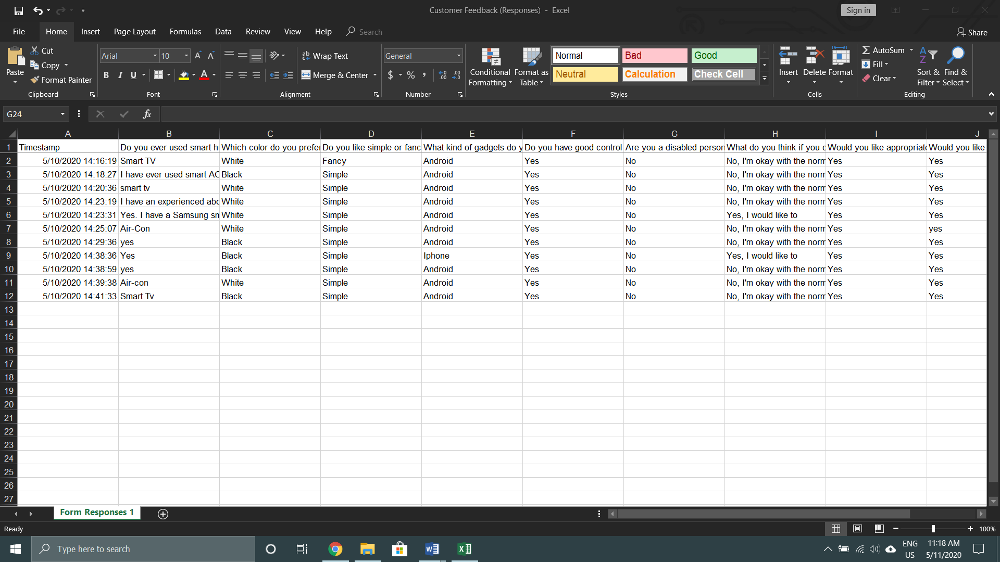 Customer Feedback (Responses) - Excel
Sign in
File Home Insert Page Layout Formulas Data Review View Help Search
Share
Paste
Cut
Copy
Format Painter
Clipboard
Arial 10
A A
B I U A
Font
ab Wrap Text
Merge & Center
Alignment
General
$ % ,
Number
Conditional Formatting
Format as Table
Normal Bad Good
Neutral Calculation Check Cell
Styles
Insert Delete Format
Cells
AutoSum
Fill
Clear
Sort & Filter
Find & Select
Editing
G24 fx
A B C D E F G H I J
1 Timestamp Do you ever used smart h Which color do you prefer Do you like simple or fanc What kind of gadgets do y Do you have good control Are you a disabled person What do you think if you c Would you like appropriate Would you like
2 5/10/2020 14:16:19 Smart TV White Fancy Android Yes No No, I'm okay with the norm Yes Yes
3 5/10/2020 14:18:27 I have ever used smart AC Black Simple Android Yes No No, I'm okay with the norm Yes Yes
4 5/10/2020 14:20:36 smart tv White Simple Android Yes No No, I'm okay with the norm Yes Yes
5 5/10/2020 14:23:19 I have an experienced abo White Simple Android Yes No No, I'm okay with the norm Yes Yes
6 5/10/2020 14:23:31 Yes. I have a Samsung sm White Simple Android Yes No Yes, I would like to Yes Yes
7 5/10/2020 14:25:07 Air-Con White Simple Android Yes No No, I'm okay with the norm Yes yes
8 5/10/2020 14:29:36 yes Black Simple Android Yes No No, I'm okay with the norm Yes Yes
9 5/10/2020 14:38:36 Yes Black Simple Iphone Yes No Yes, I would like to Yes Yes
10 5/10/2020 14:38:59 yes Black Simple Android Yes No No, I'm okay with the norm Yes Yes
11 5/10/2020 14:39:38 Air-con White Simple Android Yes No No, I'm okay with the norm Yes Yes
12 5/10/2020 14:41:33 Smart Tv Black Simple Android Yes No No, I'm okay with the norm Yes Yes
13
14
15
16
17
18
19
20
21
22
23
24
25
26
27
Form Responses 1
Ready
100%
Type here to search
ENG
US
11:18 AM
5/11/2020